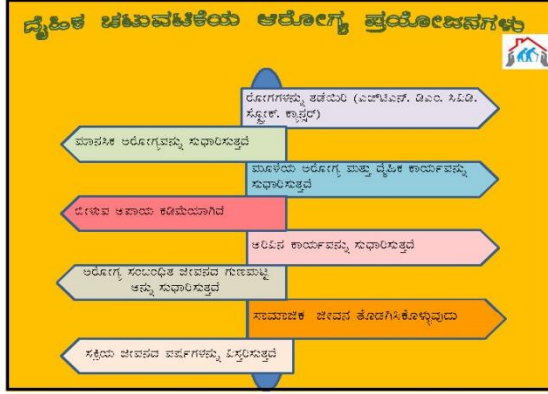 ದೈಹಿಕ ಚಟುವಟಿಕೆಯ ಆರೋಗ್ಯ ಪ್ರಯೋಜನಗಳು
ರೋಗಗಳನ್ನು ತಡೆಯಿರಿ (ಎಚ್‌ಟಿಎನ್. ಡಿಎಂ. ಸಿವಿಡಿ.
ಸ್ಟ್ರೋಕ್. ಕ್ಯಾನ್ಸರ್)
ಮಾನಸಿಕ ಆರೋಗ್ಯವನ್ನು ಸುಧಾರಿಸುತ್ತದೆ
ಮೂಳೆಯ ಆರೋಗ್ಯ ಮತ್ತು ದೈಹಿಕ ಕಾರ್ಯವನ್ನು
ಸುಧಾರಿಸುತ್ತದೆ
ಬೀಳುವ ಅಪಾಯ ಕಡಿಮೆಯಾಗಿದೆ
ಅರಿವಿನ ಕಾರ್ಯವನ್ನು ಸುಧಾರಿಸುತ್ತದೆ
ಆರೋಗ್ಯ ಸಂಬಂಧಿತ ಜೀವನದ ಗುಣಮಟ್ಟ
ಅನ್ನು ಸುಧಾರಿಸುತ್ತದೆ
ಸಾಮಾಜಿಕ ಜೀವನ ತೊಡಗಿಸಿಕೊಳ್ಳುವುದು
ಸಕ್ರಿಯ ಜೀವನದ ವರ್ಷಗಳನ್ನು ವಿಸ್ತರಿಸುತ್ತದೆ